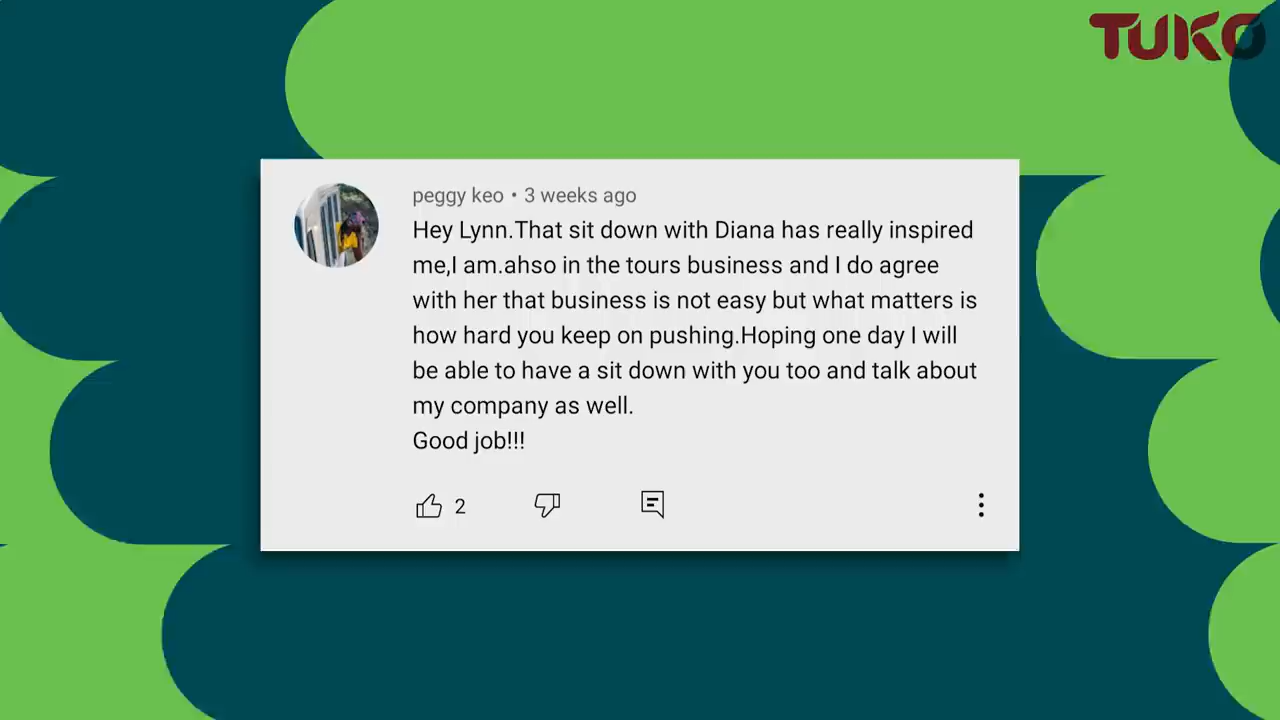 TUKO
peggy keo • 3 weeks ago
Hey Lynn.That sit down with Diana has really inspired
me,I am.ahso in the tours business and I do agree
with her that business is not easy but what matters is
how hard you keep on pushing.Hoping one day I will
be able to have a sit down with you too and talk about
my company as well.
Good job!!!
2